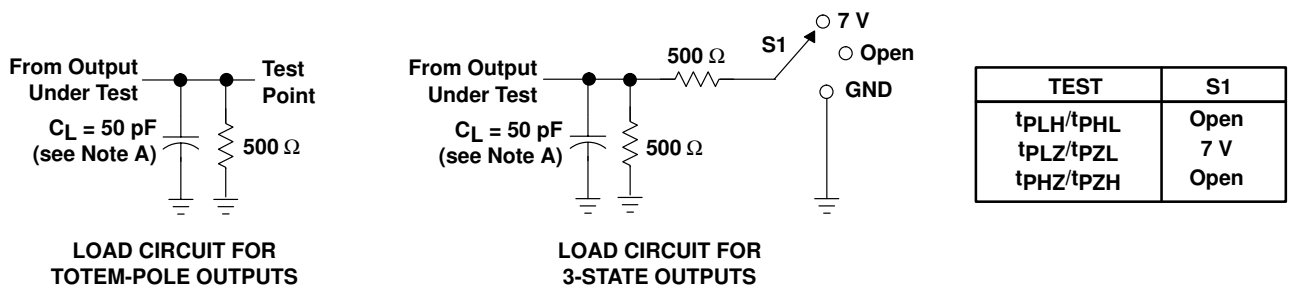 From Output
Under Test
Test
Point
CL = 50 pF
(see Note A)
500 Ω
LOAD CIRCUIT FOR
TOTEM-POLE OUTPUTS
From Output
Under Test
CL = 50 pF
(see Note A)
500 Ω
500 Ω
S1
7 V
Open
GND
LOAD CIRCUIT FOR
3-STATE OUTPUTS
TEST S1
tPLH/tPHL Open
tPLZ/tPZL 7 V
tPHZ/tPZH Open